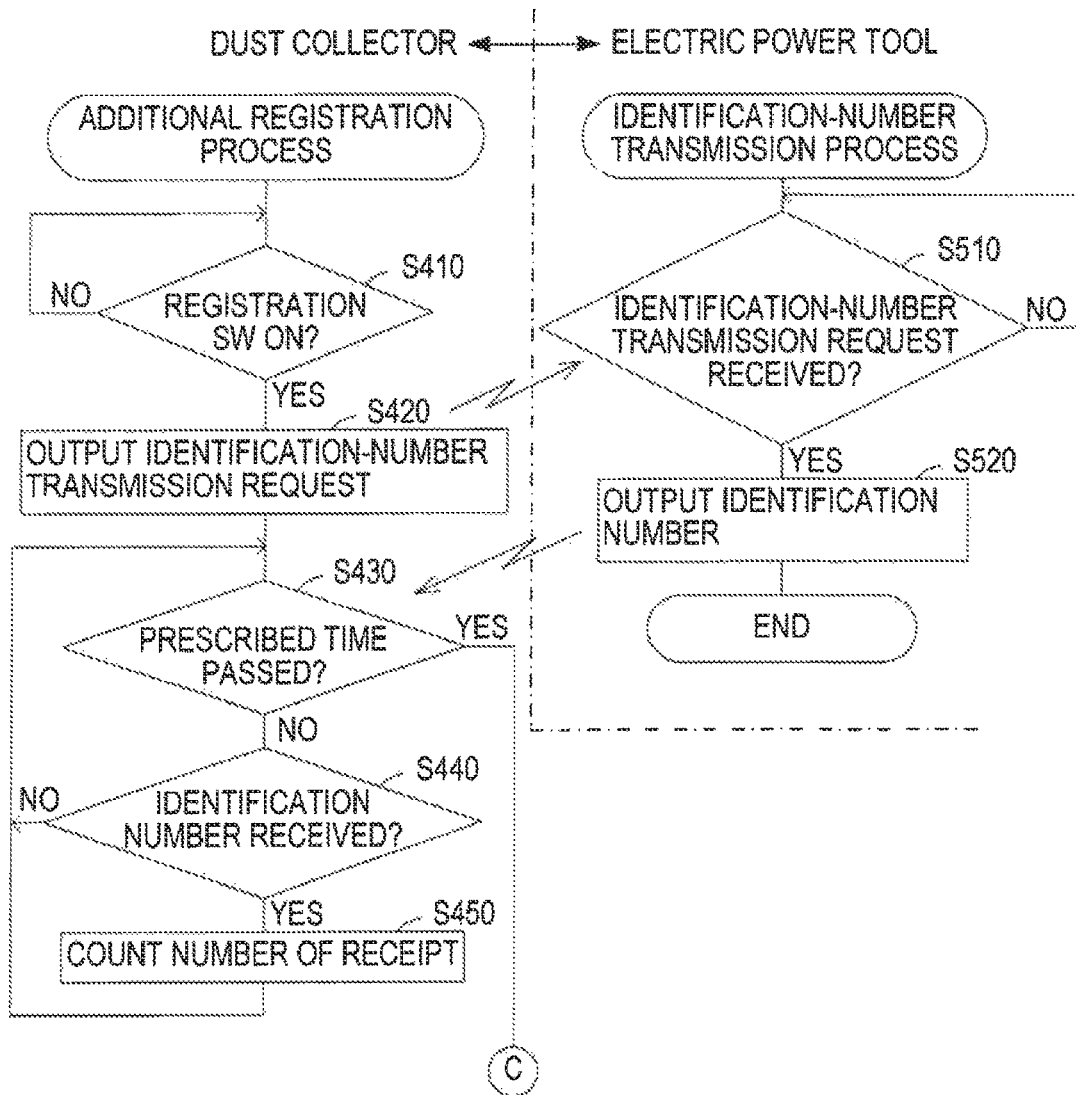 DUST COLLECTOR
ELECTRIC POWER TOOL
ADDITIONAL REGISTRATION
PROCESS
S410
REGISTRATION
SW ON?
NO
YES
S420
OUTPUT IDENTIFICATION-NUMBER
TRANSMISSION REQUEST
S430
PRESCRIBED TIME
PASSED?
YES
NO
S440
IDENTIFICATION
NUMBER RECEIVED?
NO
YES
S450
COUNT NUMBER OF RECEIPT
C
IDENTIFICATION-NUMBER
TRANSMISSION PROCESS
S510
IDENTIFICATION-NUMBER
TRANSMISSION REQUEST
RECEIVED?
NO
YES
S520
OUTPUT IDENTIFICATION
NUMBER
END